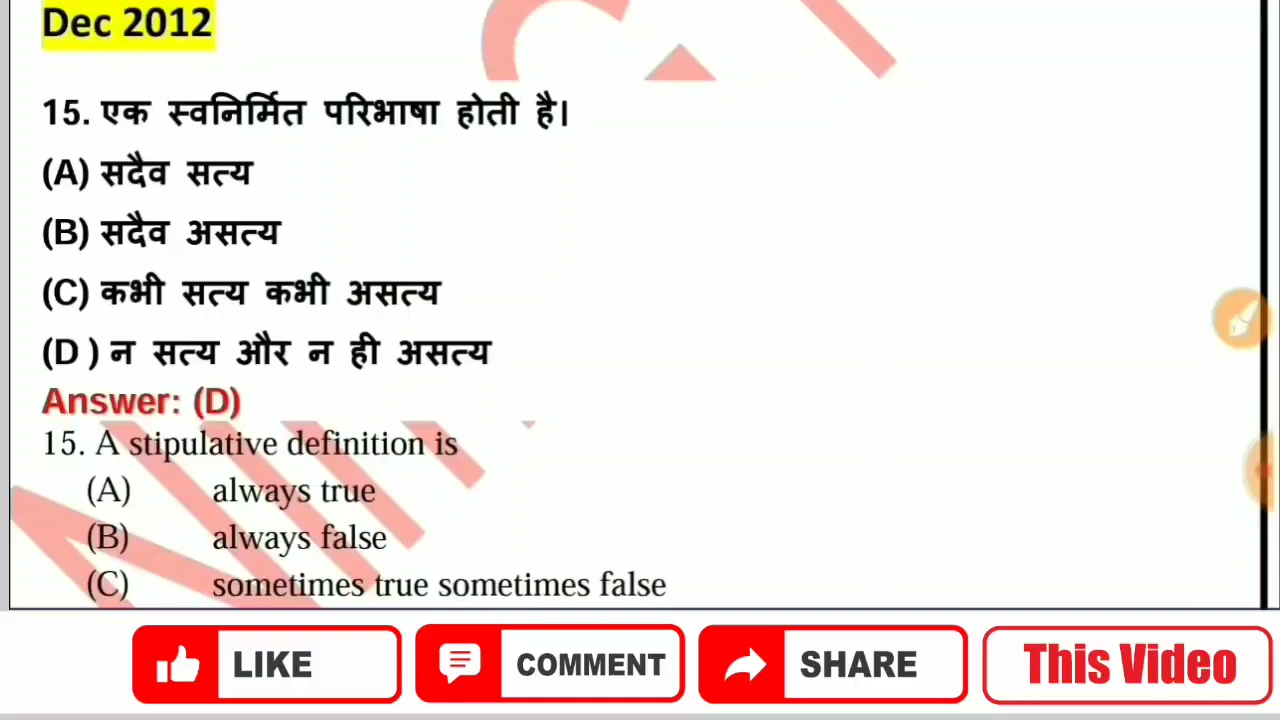 Dec 2012
15. एक स्वनिर्मित परिभाषा होती है।
(A) सदैव सत्य
(B) सदैव असत्य
(C) कभी सत्य कभी असत्य
(D ) न सत्य और न ही असत्य
Answer: (D)
15. A stipulative definition is
(A) always true
(B) always false
(C) sometimes true sometimes false
LIKE COMMENT SHARE This Video